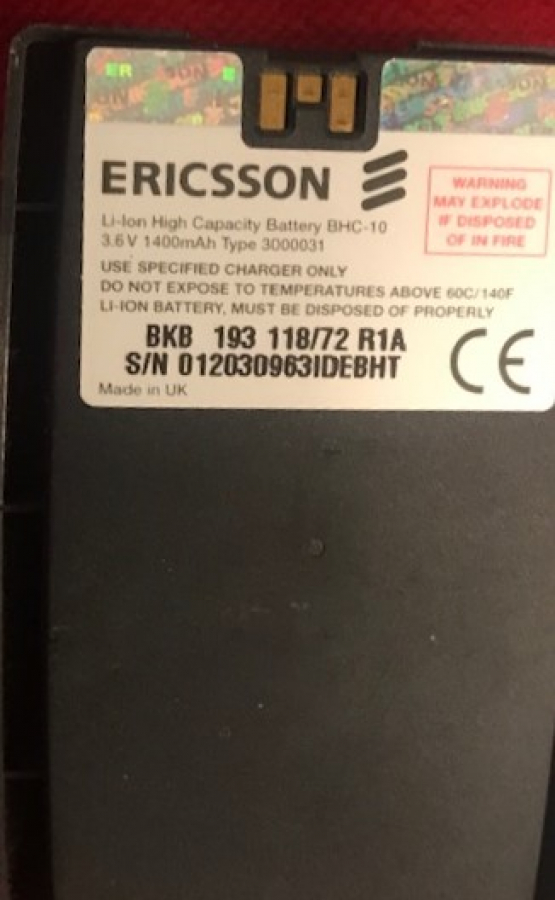 ER
ERICSSON
Li-Ion High Capacity Battery BHC-10
3.6V 1400mAh Type 3000031
WARNING
MAY EXPLODE
IF DISPOSED
OF IN FIRE
USE SPECIFIED CHARGER ONLY
DO NOT EXPOSE TO TEMPERATURES ABOVE 60C/140F
LI-ION BATTERY, MUST BE DISPOSED OF PROPERLY
BKB 193 118/72 R1A
S/N 012030963IDEBHT
CE
Made in UK